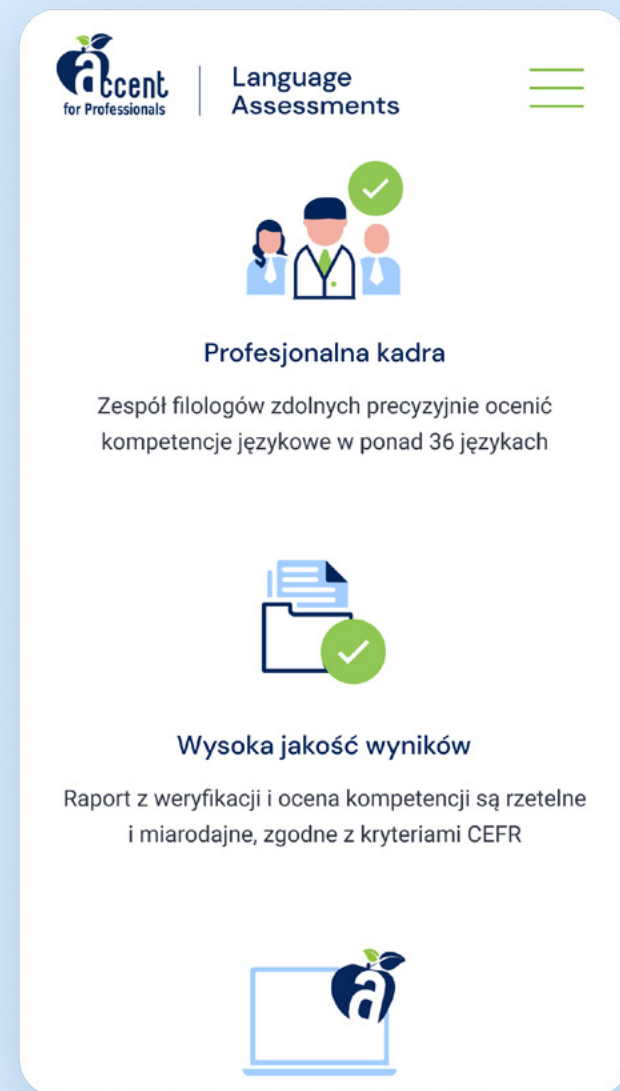 accent
for Professionals
Language
Assessments
Profesjonalna kadra
Zespół filologów zdolnych precyzyjnie ocenić
kompetencje językowe w ponad 36 językach
Wysoka jakość wyników
Raport z weryfikacji i ocena kompetencji są rzetelne
i miarodajne, zgodne z kryteriami CEFR
a